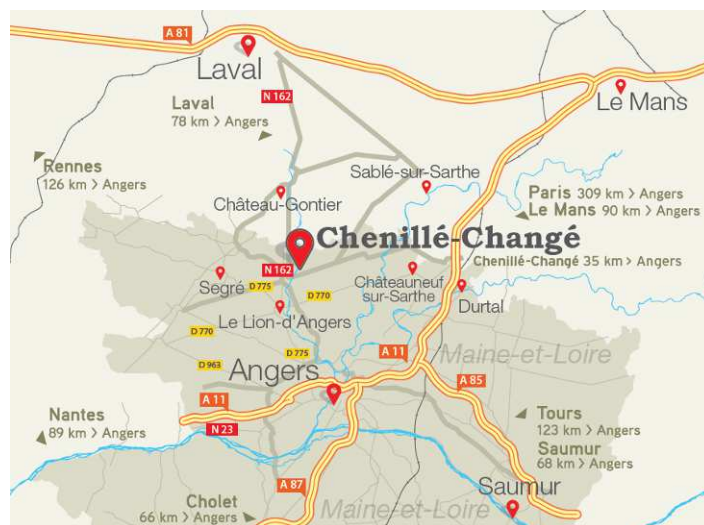 A 81
Laval
N 162
Le Mans
Laval
78 km > Angers
Rennes
126 km > Angers
Sablé-sur-Sarthe
Château-Gontier
Paris 309 km > Angers
Le Mans 90 km > Angers
Chenillé-Changé
Chenillé-Changé 35 km > Angers
N 162
Segré
D 775
D 770
Châteauneuf
sur-Sarthe
Durtal
Le Lion-d'Angers
D 770
D 775
A 11
Maine-et-Loire
D 963
Angers
A 85
A 11
Nantes
89 km > Angers
N 23
Tours
123 km > Angers
Saumur
68 km > Angers
A 87
Saumur
Cholet
66 km > Angers
Maine-et-Loire